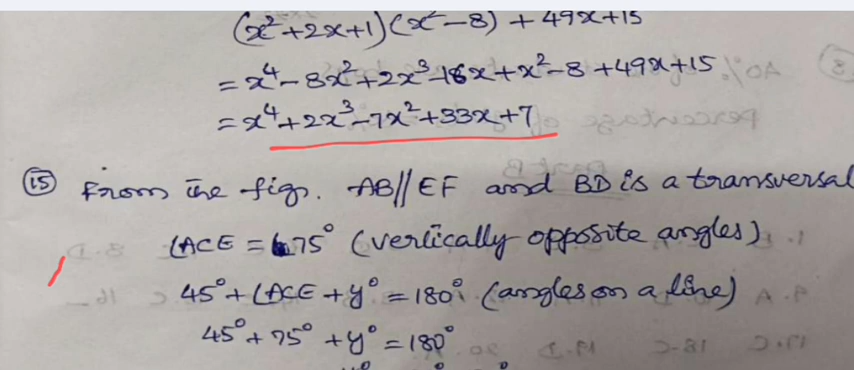 (x²+2x+1)(x²-8) + 49x+15
= x⁴-8x²+2x³-16x+x²-8+49x+15
= x⁴+2x³-7x²+33x+7
(15) From the fig. AB//EF and BD is a transversal
∠ACE = 75° (vertically opposite angles)
45°+∠ACE+y° = 180° (angles on a line)
45°+75°+y° = 180°